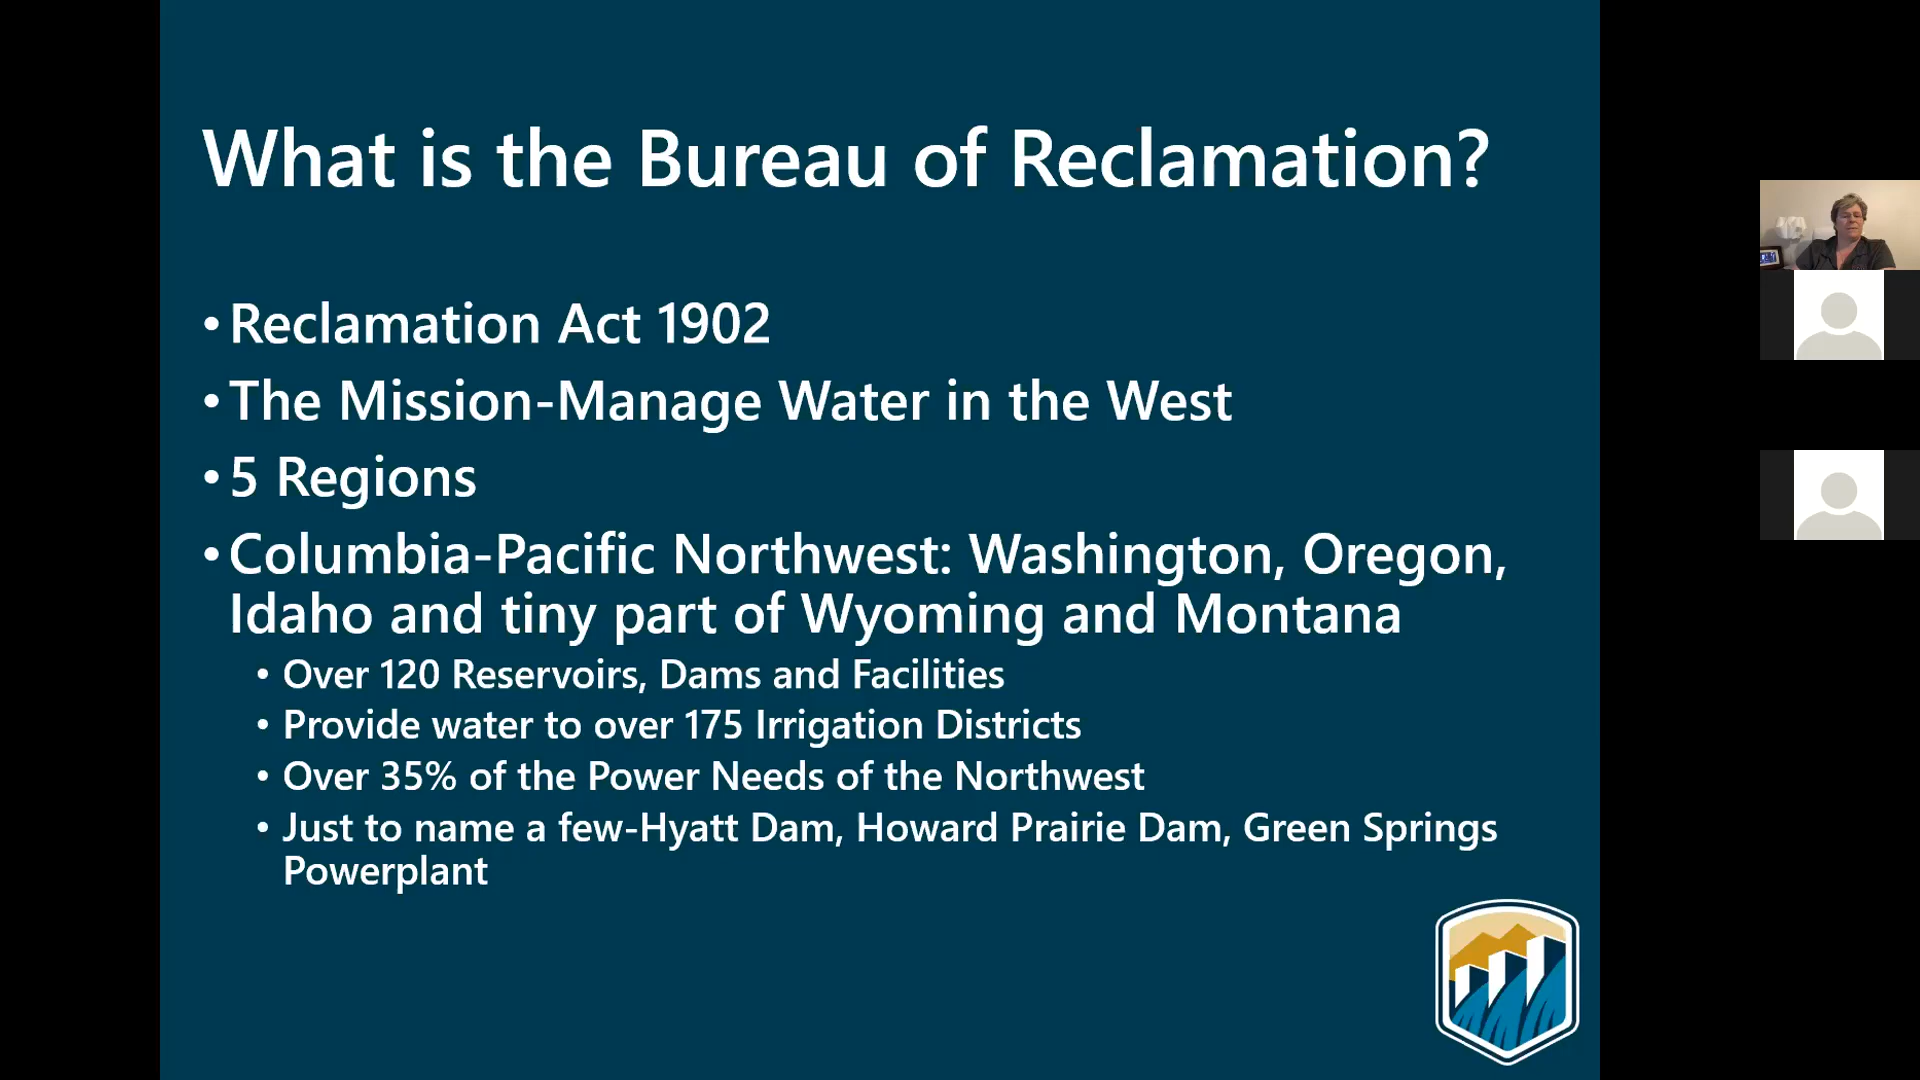 What is the Bureau of Reclamation?
• Reclamation Act 1902
• The Mission-Manage Water in the West
• 5 Regions
• Columbia-Pacific Northwest: Washington, Oregon,
Idaho and tiny part of Wyoming and Montana
• Over 120 Reservoirs, Dams and Facilities
• Provide water to over 175 Irrigation Districts
• Over 35% of the Power Needs of the Northwest
• Just to name a few-Hyatt Dam, Howard Prairie Dam, Green Springs
Powerplant